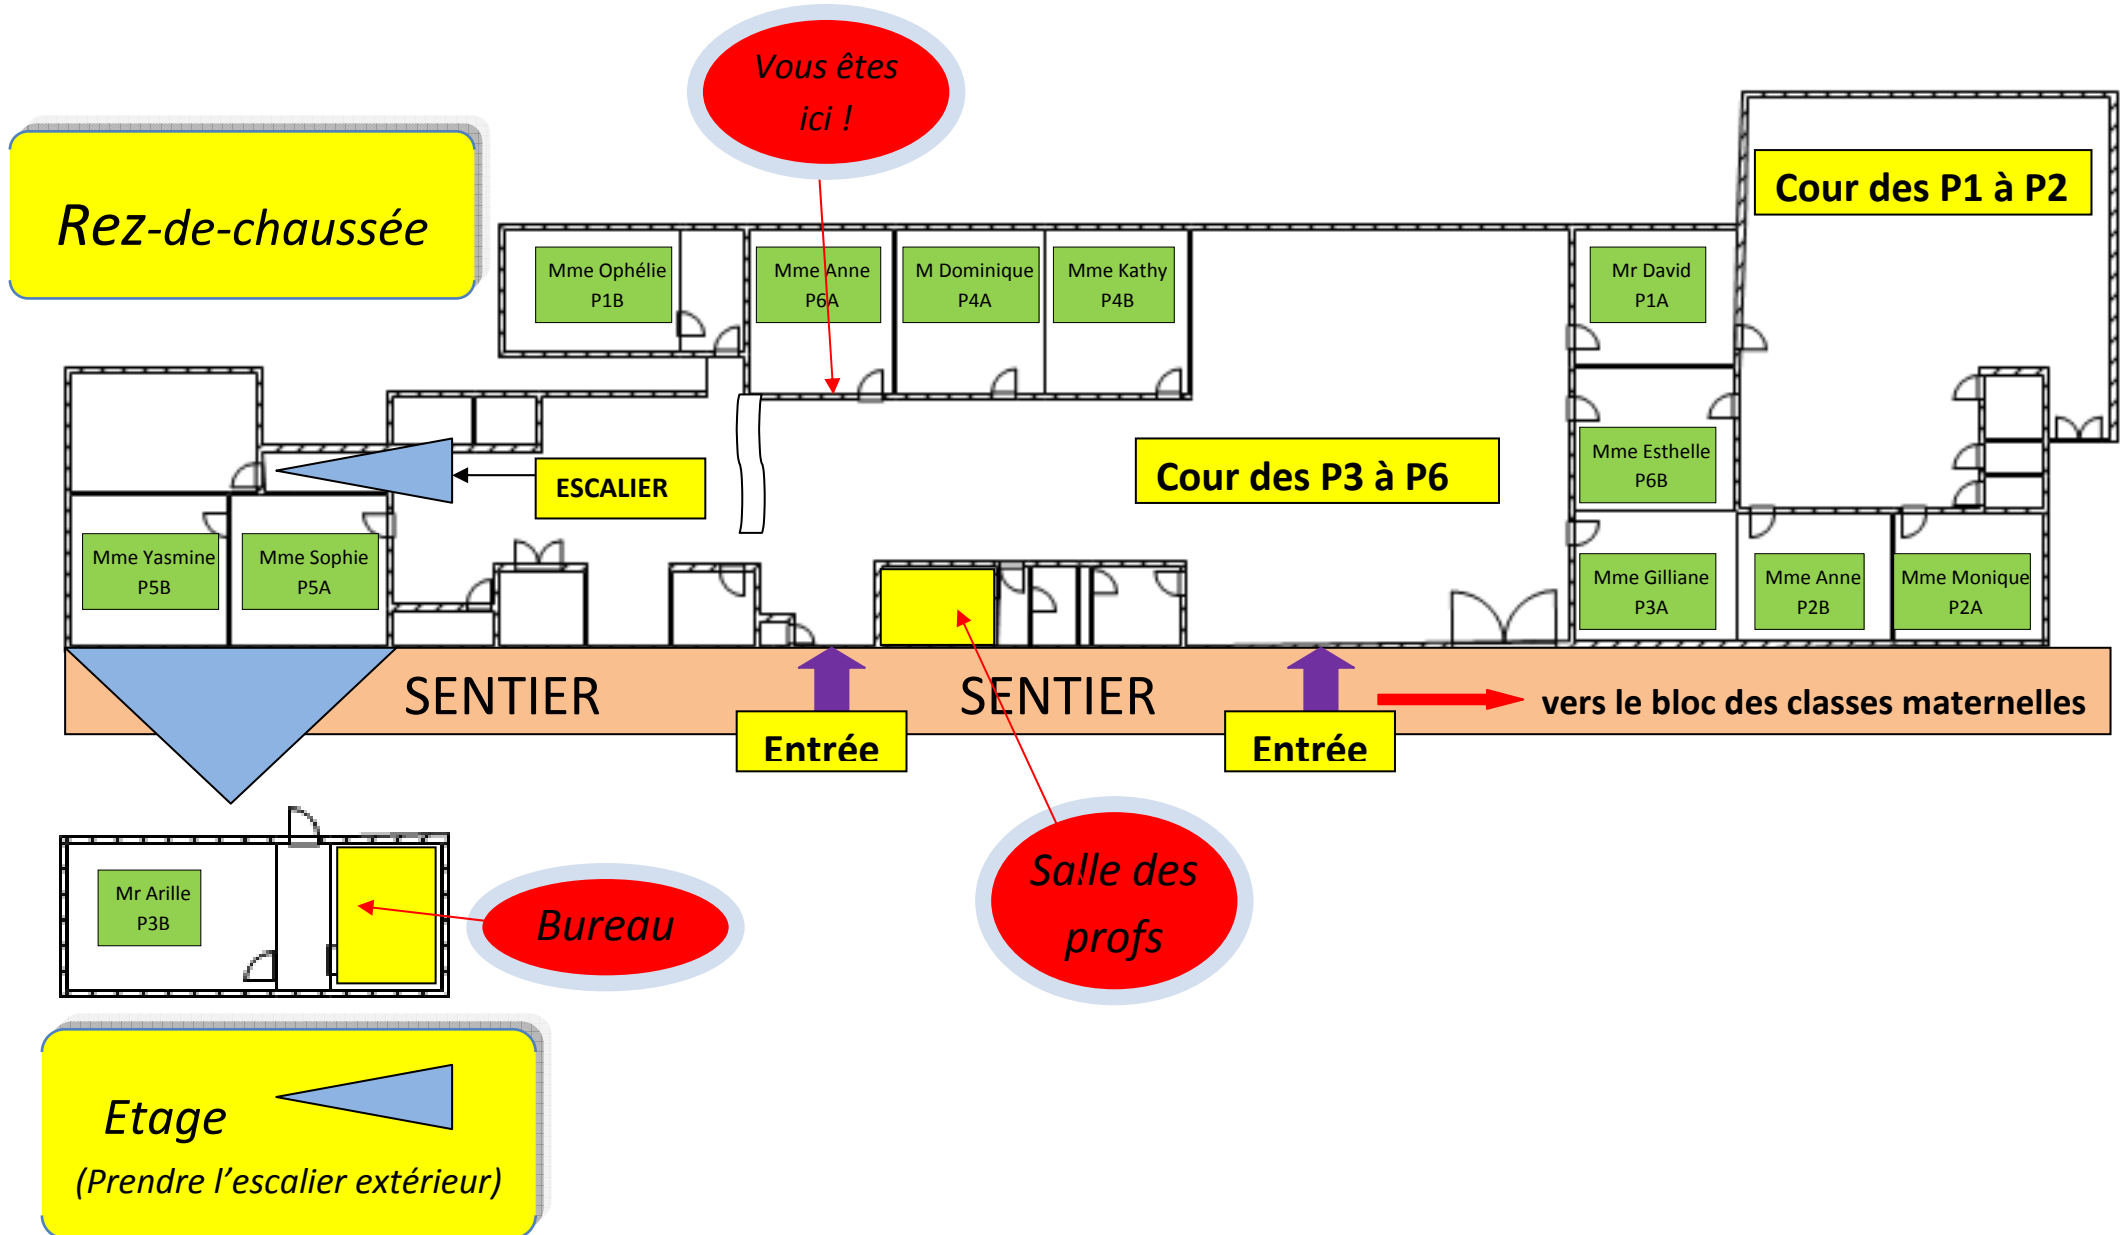 Vous êtes
ici !
Rez-de-chaussée
Cour des P1 à P2
Mme Ophélie
P1B
Mme Anne
P6A
M Dominique
P4A
Mme Kathy
P4B
Mr David
P1A
ESCALIER
Cour des P3 à P6
Mme Esthelle
P6B
Mme Yasmine
P5B
Mme Sophie
P5A
Mme Gilliane
P3A
Mme Anne
P2B
Mme Monique
P2A
SENTIER
SENTIER
vers le bloc des classes maternelles
Entrée
Entrée
Mr Arille
P3B
Bureau
Salle des
profs
Etage
(Prendre l’escalier extérieur)